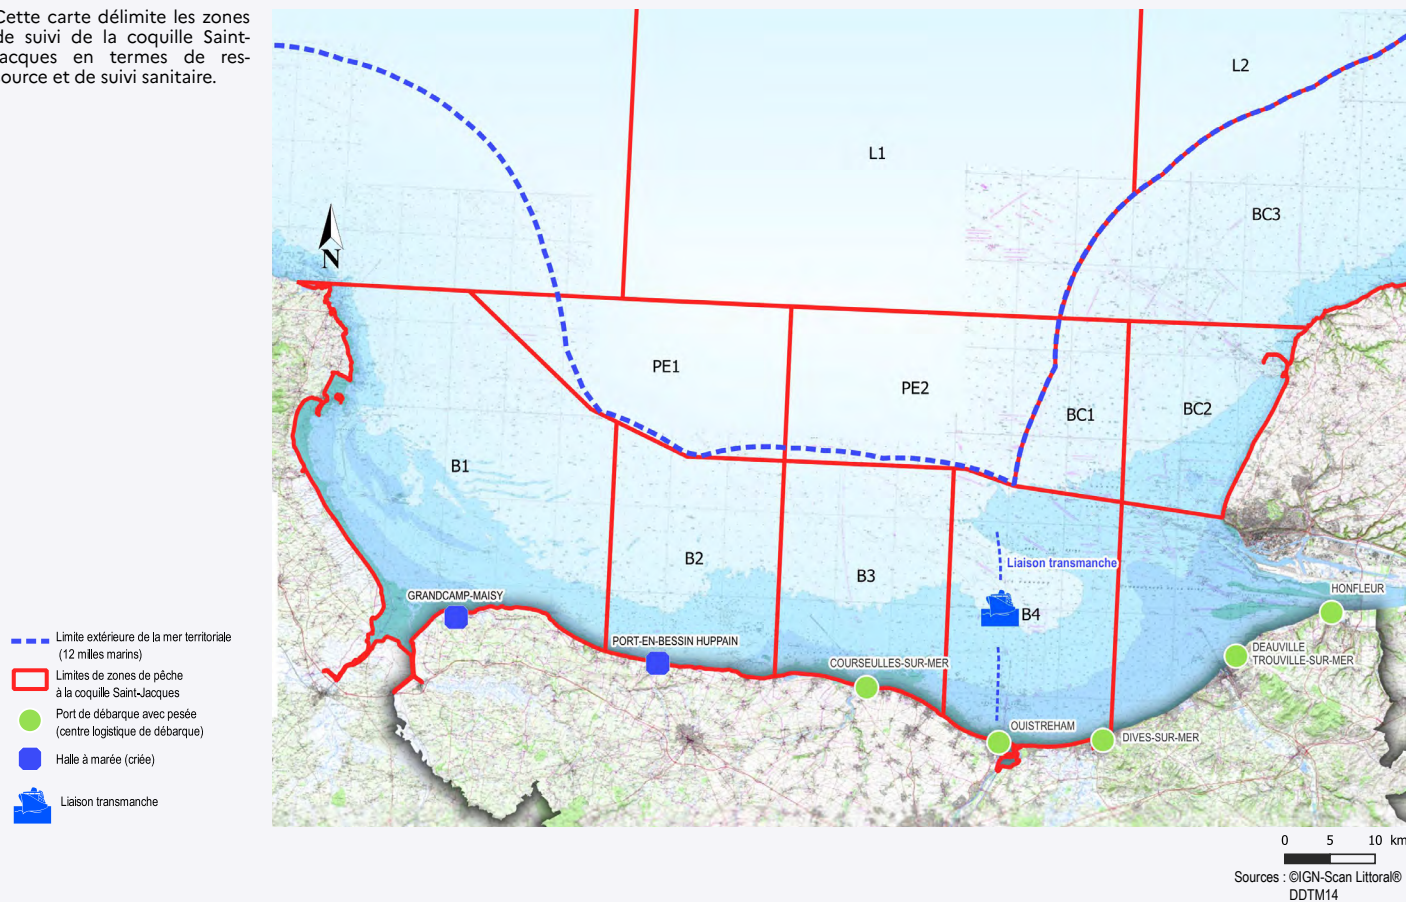 Cette carte délimite les zones
de suivi de la coquille Saint-
Jacques en termes de res-
source et de suivi sanitaire.
L2
L1
BC3
N
PE1
PE2
BC1
BC2
B1
B2
B3
Liaison transmanche
B4
GRANDCAMP-MAISY
HONFLEUR
PORT-EN-BESSIN HUPPAIN
COURSEULLES-SUR-MER
DEAUVILLE
TROUVILLE-SUR-MER
OUISTREHAM
DIVES-SUR-MER
Limite extérieure de la mer territoriale
(12 milles marins)
Limites de zones de pêche
à la coquille Saint-Jacques
Port de débarque avec pesée
(centre logistique de débarque)
Halle à marée (criée)
Liaison transmanche
0 5 10 km
Sources : ©IGN-Scan Littoral®
DDTM14